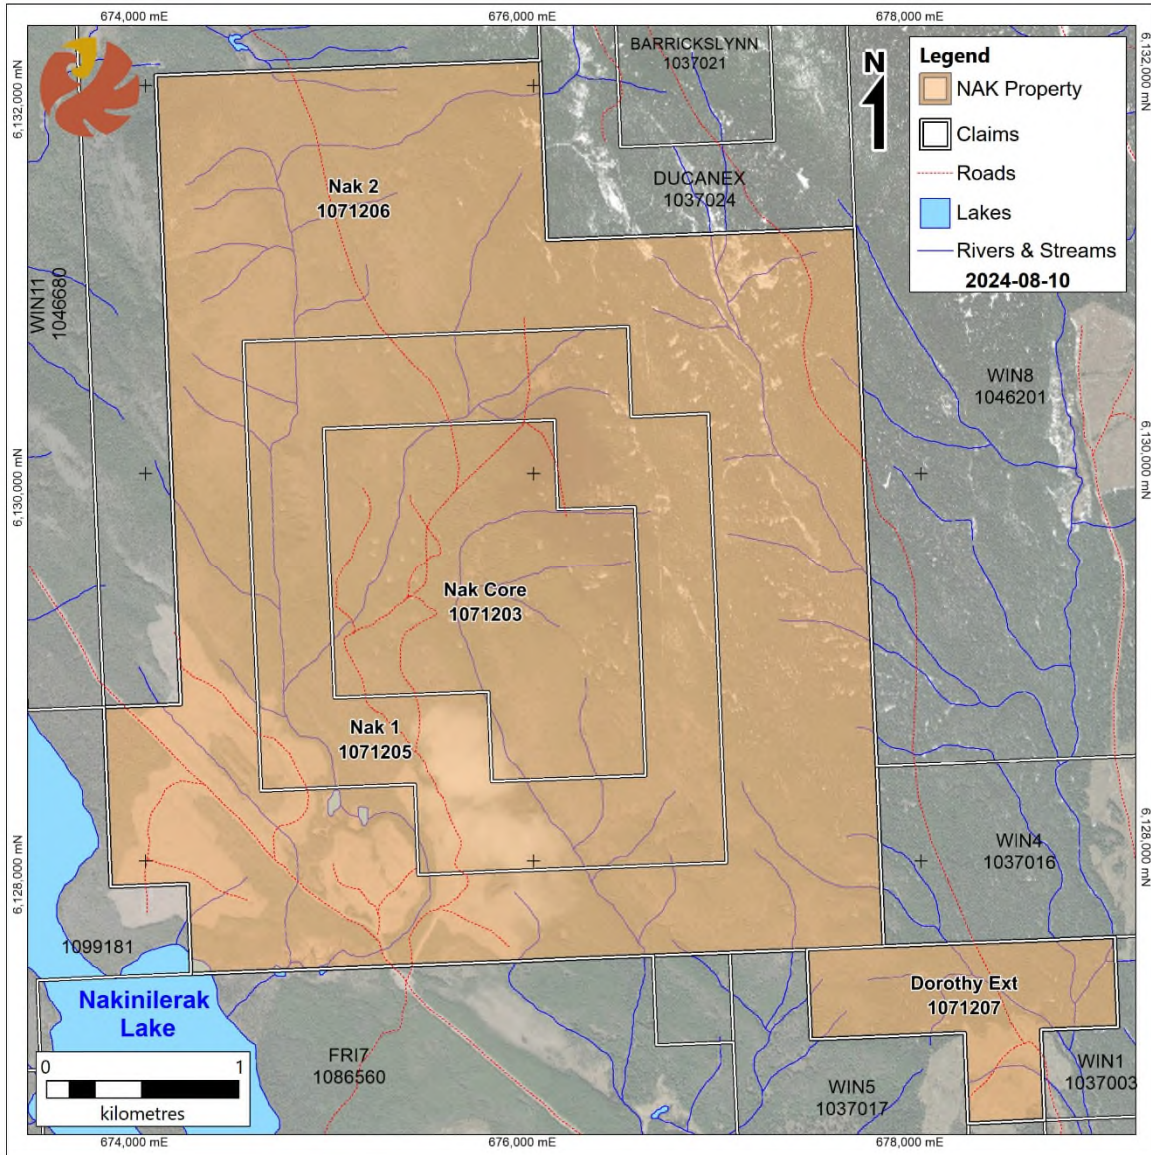 674,000 mE
676,000 mE
678,000 mE
6,132,000 mN
6,132,000 mN
BARRICKSLYNN
1037021
N
Legend
NAK Property
Claims
Roads
Lakes
Rivers & Streams
2024-08-10
DUCANEX
1037024
Nak 2
1071206
WIN11
1046680
WIN8
1046201
6,130,000 mN
6,130,000 mN
Nak Core
1071203
Nak 1
1071205
WIN4
1037016
6,128,000 mN
6,128,000 mN
1099181
Nakinilerak
Lake
Dorothy Ext
1071207
FRI7
1086560
WIN5
1037017
WIN1
1037003
0
1
kilometres
674,000 mE
676,000 mE
678,000 mE